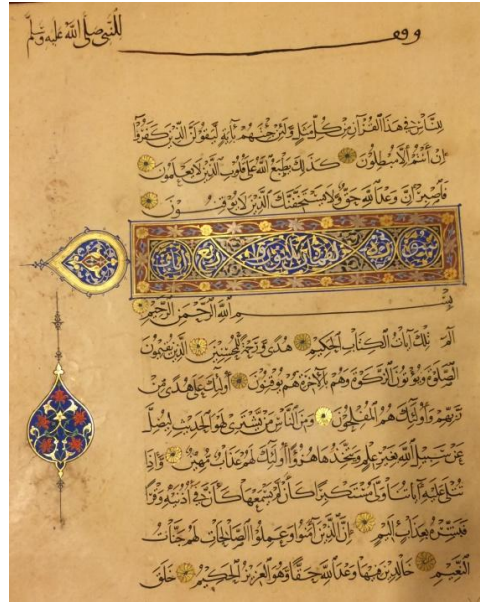 وقف للنبي صلى الله عليه وسلم
للناس في هذا القرآن من كل مثل ولئن جئتهم بآية ليقولن الذين كفروا
إن أنتم إلا مبطلون كذلك يطبع الله على قلوب الذين لا يعلمون
فاصبر إن وعد الله حق ولا يستخفنك الذين لا يوقنون
سورة لقمان أربع آيات
بسم الله الرحمن الرحيم
الم تلك آيات الكتاب الحكيم هدى ورحمة للمحسنين الذين يقيمون
الصلوة ويؤتون الزكوة وهم بالآخرة هم يوقنون أولئك على هدى من
ربهم وأولئك هم المفلحون ومن الناس من يشتري لهو الحديث ليضل
عن سبيل الله بغير علم ويتخذها هزوا أولئك لهم عذاب مهين وإذا
تتلى عليه آياتنا ولى مستكبرا كأن لم يسمعها كأن في أذنيه وقرا
فبشره بعذاب أليم إن الذين آمنوا وعملوا الصالحات لهم جنات
النعيم خالدين فيها وعد الله حقا وهو العزيز الحكيم خلق